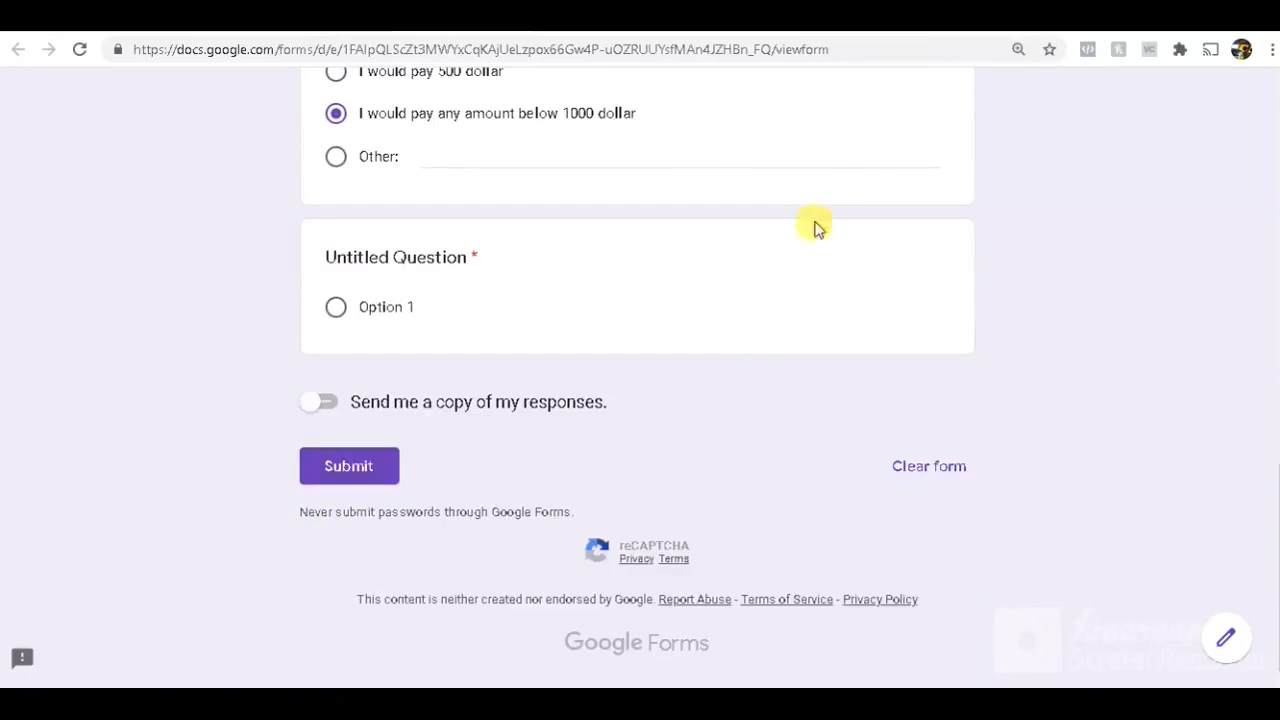 https://docs.google.com/forms/d/e/1FAIpQLScZt3MWYxCqKAjUeLzpox66Gw4P-uOZRUUYsfMAn4JZHBn_FQ/viewform
I would pay 500 dollar
I would pay any amount below 1000 dollar
Other:
Untitled Question *
Option 1
Send me a copy of my responses.
Submit
Clear form
Never submit passwords through Google Forms.
reCAPTCHA
Privacy Terms
This content is neither created nor endorsed by Google. Report Abuse - Terms of Service - Privacy Policy
Google Forms